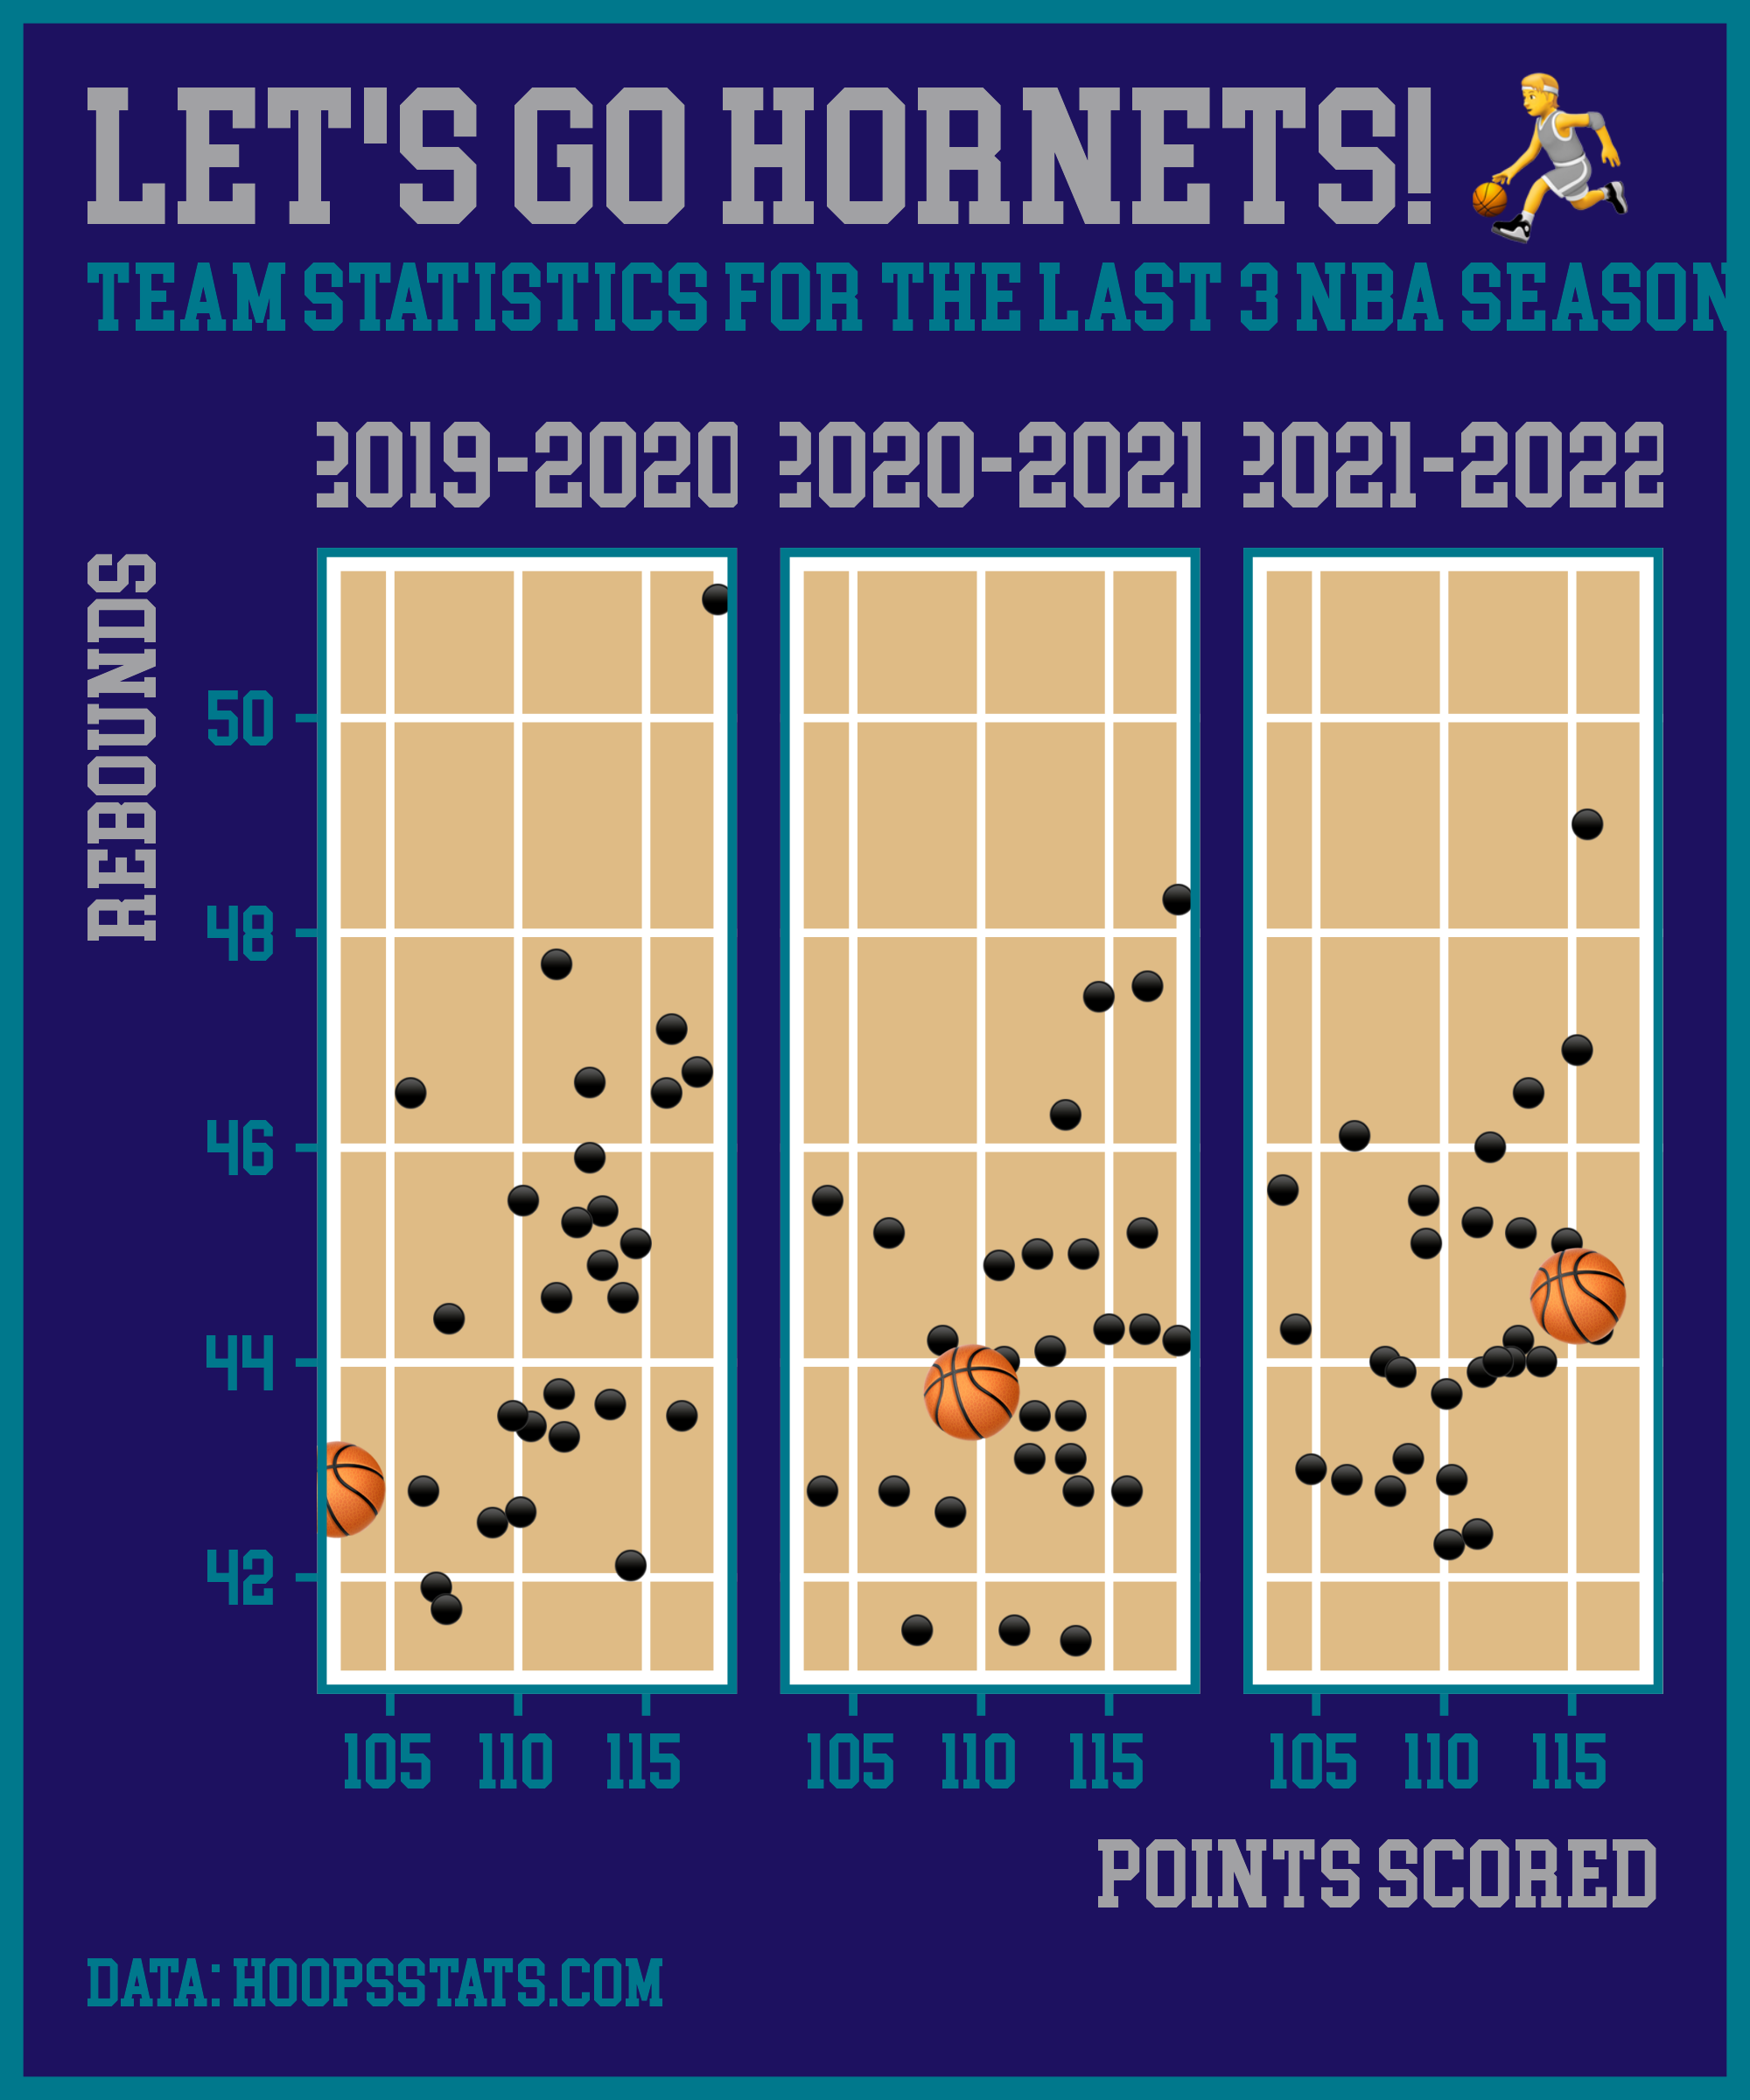 LET'S GO HORNETS!
TEAM STATISTICS FOR THE LAST 3 NBA SEASON
2019-2020 2020-2021 2021-2022
REBOUNDS
50
48
46
44
42
105 110 115 105 110 115 105 110 115
POINTS SCORED
DATA: HOOPSSTATS.COM